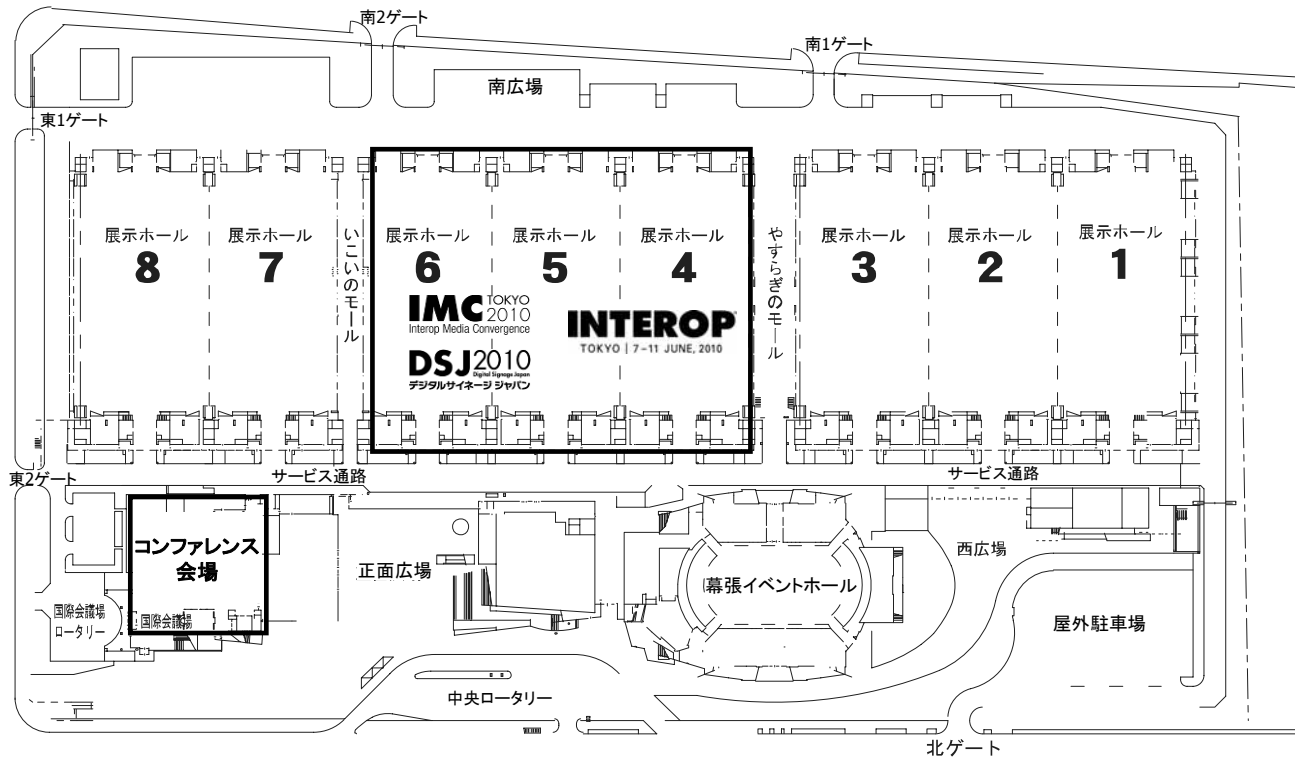 南2ゲート
南1ゲート
南広場
東1ゲート
展示ホール
8
展示ホール
7
いこいのモール
展示ホール
6
展示ホール
5
展示ホール
4
やすらぎのモール
展示ホール
3
展示ホール
2
展示ホール
1
IMC TOKYO 2010
Interop Media Convergence
DSJ2010
Digital Signage Japan
デジタルサイネージ ジャパン
INTEROP
TOKYO | 7-11 JUNE, 2010
サービス通路
サービス通路
東2ゲート
コンファレンス
会場
正面広場
幕張イベントホール
西広場
国際会議場
ロータリー
国際会議場
屋外駐車場
中央ロータリー
北ゲート